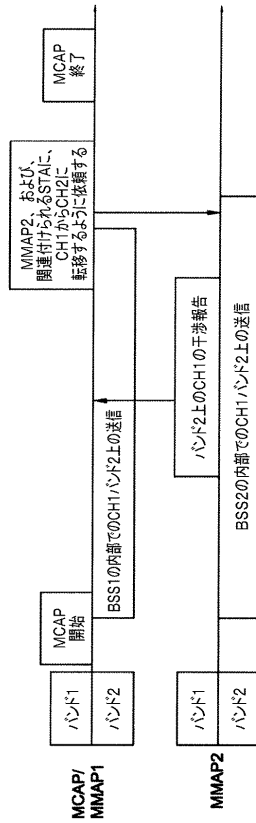 MCAP/
MMAP1
バンド1
バンド2
MCAP
開始
BSS1の内部でのCH1バンド2上の送信
MMAP2、および、
関連付けられるSTAに、
CH1からCH2に
転移するように依頼する
MCAP
終了
MMAP2
バンド1
バンド2
バンド2上のCH1の干渉報告
BSS2の内部でのCH1バンド2上の送信